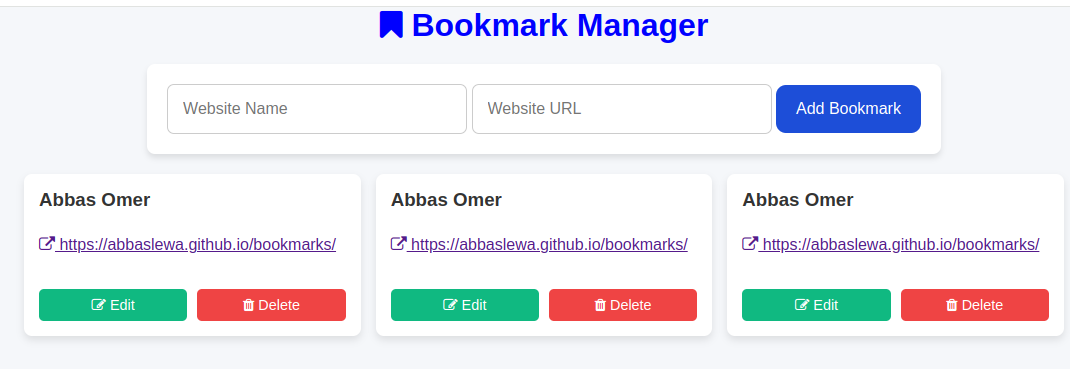 Bookmark Manager
Website Name
Website URL
Add Bookmark
Abbas Omer
https://abbaslewa.github.io/bookmarks/
Edit
Delete
Abbas Omer
https://abbaslewa.github.io/bookmarks/
Edit
Delete
Abbas Omer
https://abbaslewa.github.io/bookmarks/
Edit
Delete